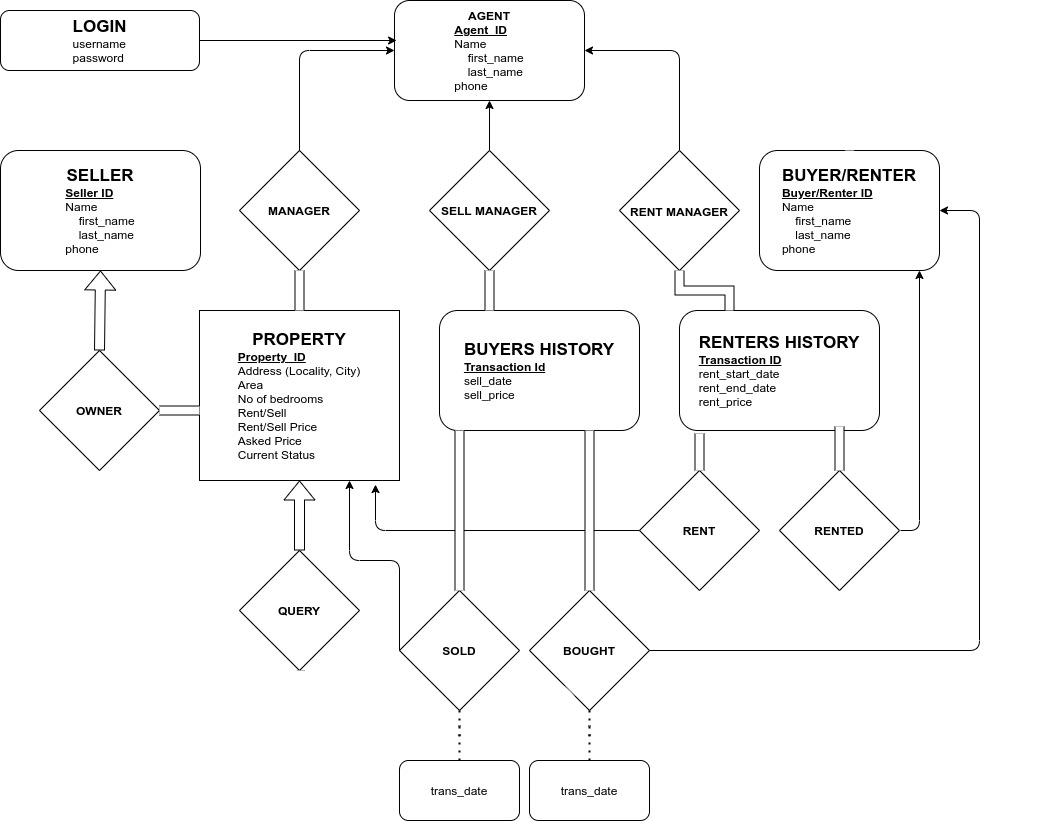 LOGIN
username
password
AGENT
Agent_ID
Name
first_name
last_name
phone
SELLER
Seller ID
Name
first_name
last_name
phone
MANAGER
SELL MANAGER
RENT MANAGER
BUYER/RENTER
Buyer/Renter ID
Name
first_name
last_name
phone
OWNER
PROPERTY
Property_ID
Address (Locality, City)
Area
No of bedrooms
Rent/Sell
Rent/Sell Price
Asked Price
Current Status
BUYERS HISTORY
Transaction Id
sell_date
sell_price
RENTERS HISTORY
Transaction ID
rent_start_date
rent_end_date
rent_price
RENT
RENTED
QUERY
SOLD
BOUGHT
trans_date
trans_date